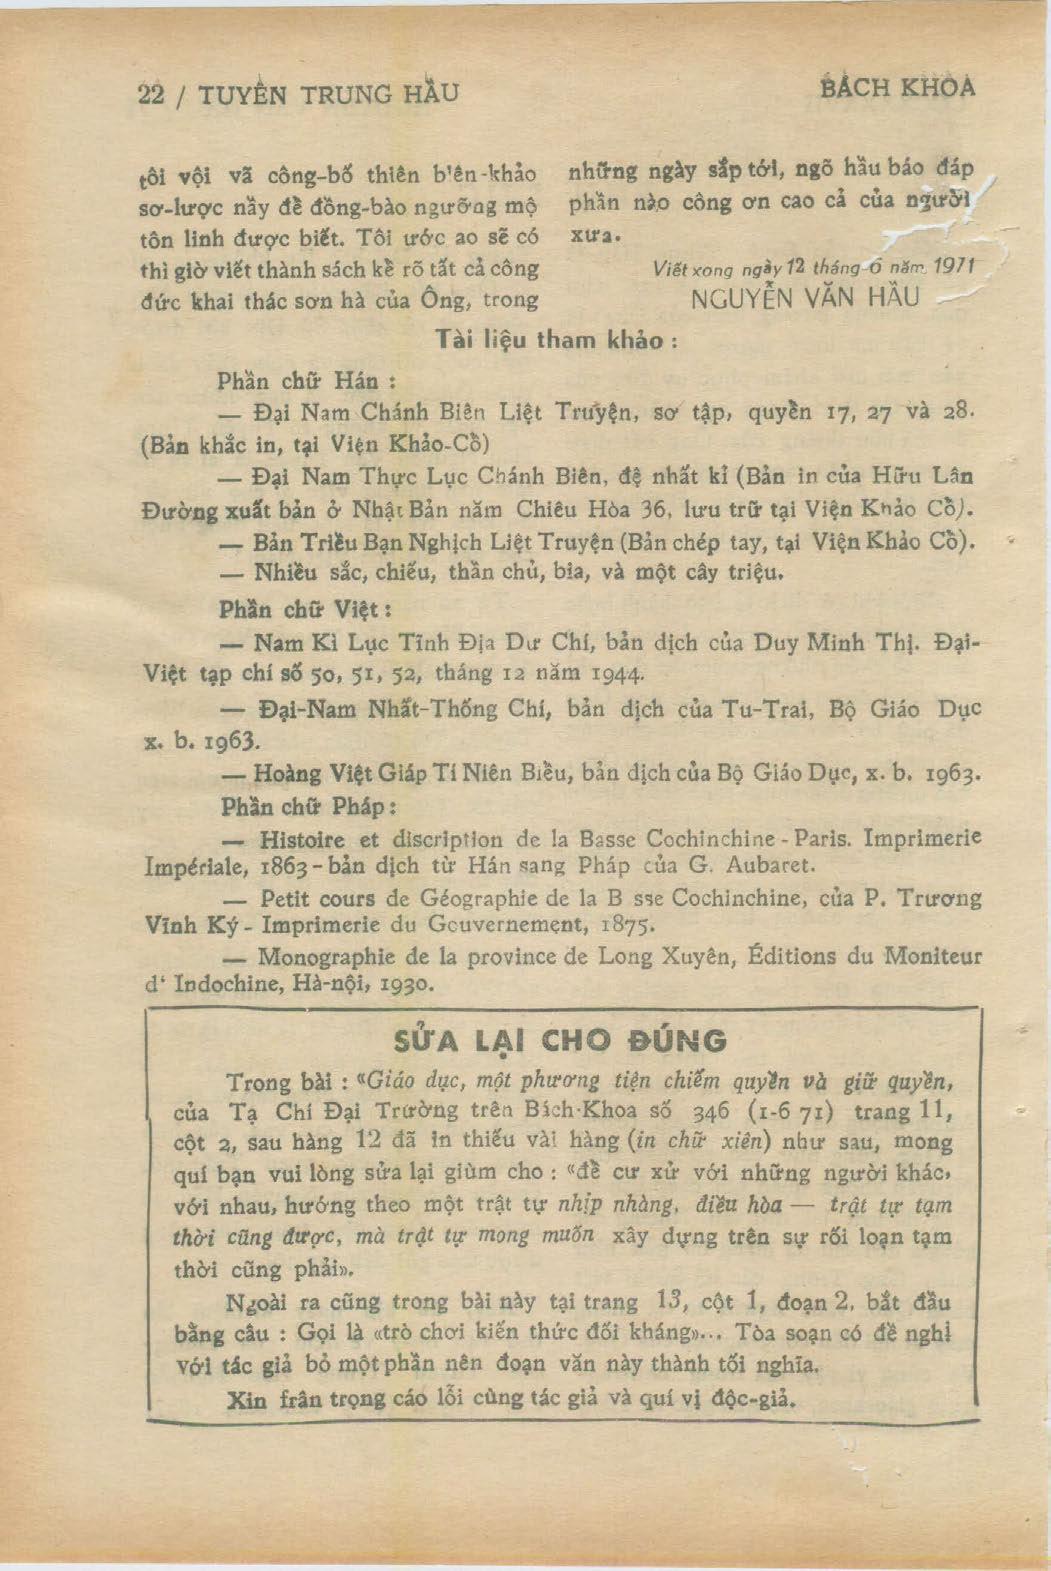 22 / TUYÊN TRUNG HẦU
BÁCH KHOA
tôi vội vã công-bố thiên biên-khảo
sơ-lược nầy để đồng-bào ngưỡng mộ
tôn linh được biết. Tôi ước ao sẽ có
thì giờ viết thành sách kể rõ tất cả công
đức khai thác sơn hà của Ông, trong
những ngày sắp tới, ngõ hầu báo đáp
phần nào công ơn cao cả của người
xưa.
Viết xong ngày 12 tháng 6 năm 1971
NGUYỄN VĂN HẦU
Tài liệu tham khảo :
Phần chữ Hán :
— Đại Nam Chánh Biên Liệt Truyện, sơ tập, quyển 17, 27 và 28.
(Bản khắc in, tại Viện Khảo-Cổ)
— Đại Nam Thực Lục Chánh Biên, đệ nhất kỉ (Bản in của Hữu Lân
Đường xuất bản ở Nhật Bản năm Chiêu Hòa 36, lưu trữ tại Viện Khảo Cổ).
— Bản Triều Bạn Nghịch Liệt Truyện (Bản chép tay, tại Viện Khảo Cổ).
— Nhiều sắc, chiếu, thần chủ, bia, và một cây triệu.
Phần chữ Việt :
— Nam Kì Lục Tỉnh Địa Dư Chí, bản dịch của Duy Minh Thị. Đại-
Việt tạp chí số 50, 51, 52, tháng 12 năm 1944.
— Đại-Nam Nhất-Thống Chí, bản dịch của Tu-Trai, Bộ Giáo Dục
x. b. 1963.
— Hoàng Việt Giáp Tí Niên Biểu, bản dịch của Bộ Giáo Dục, x. b. 1963.
Phần chữ Pháp :
— Histoire et discription de la Basse Cochinchine - Paris. Imprimerie
Impériale, 1863 - bản dịch từ Hán sang Pháp của G. Aubaret.
— Petit cours de Géographie de la B sse Cochinchine, của P. Trương
Vĩnh Ký - Imprimerie du Gouvernement, 1875.
— Monographie de la province de Long Xuyên, Éditions du Moniteur
d' Indochine, Hà-nội, 1930.
SỬA LẠI CHO ĐÚNG
Trong bài : «Giáo dục, một phương tiện chiếm quyền và giữ quyền,
của Tạ Chí Đại Trường trên Bách-Khoa số 346 (1-6 71) trang 11,
cột 2, sau hàng 12 đã in thiếu vài hàng (in chữ xiên) như sau, mong
quí bạn vui lòng sửa lại giùm cho : «để cư xử với những người khác,
với nhau, hướng theo một trật tự nhịp nhàng, điều hòa — trật tự tạm
thời cũng được, mà trật tự mong muốn xây dựng trên sự rối loạn tạm
thời cũng phải».
Ngoài ra cũng trong bài này tại trang 13, cột 1, đoạn 2, bắt đầu
bằng câu : Gọi là «trò chơi kiến thức đối kháng»... Tòa soạn có đề nghị
với tác giả bỏ một phần nên đoạn văn này thành tối nghĩa.
Xin frân trọng cáo lỗi cùng tác giả và quí vị độc-giả.